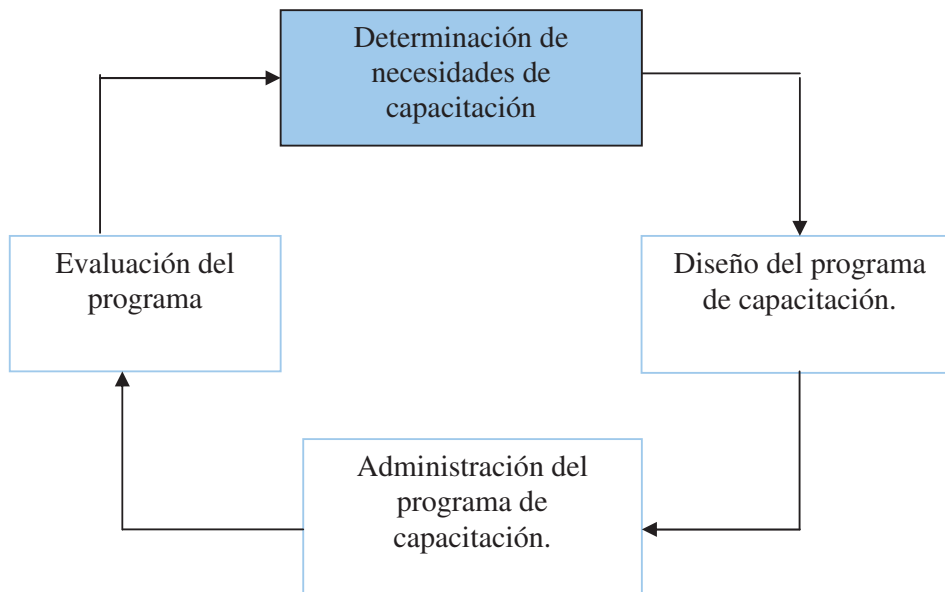 Determinación de
necesidades de
capacitación
Diseño del programa
de capacitación.
Administración del
programa de
capacitación.
Evaluación del
programa